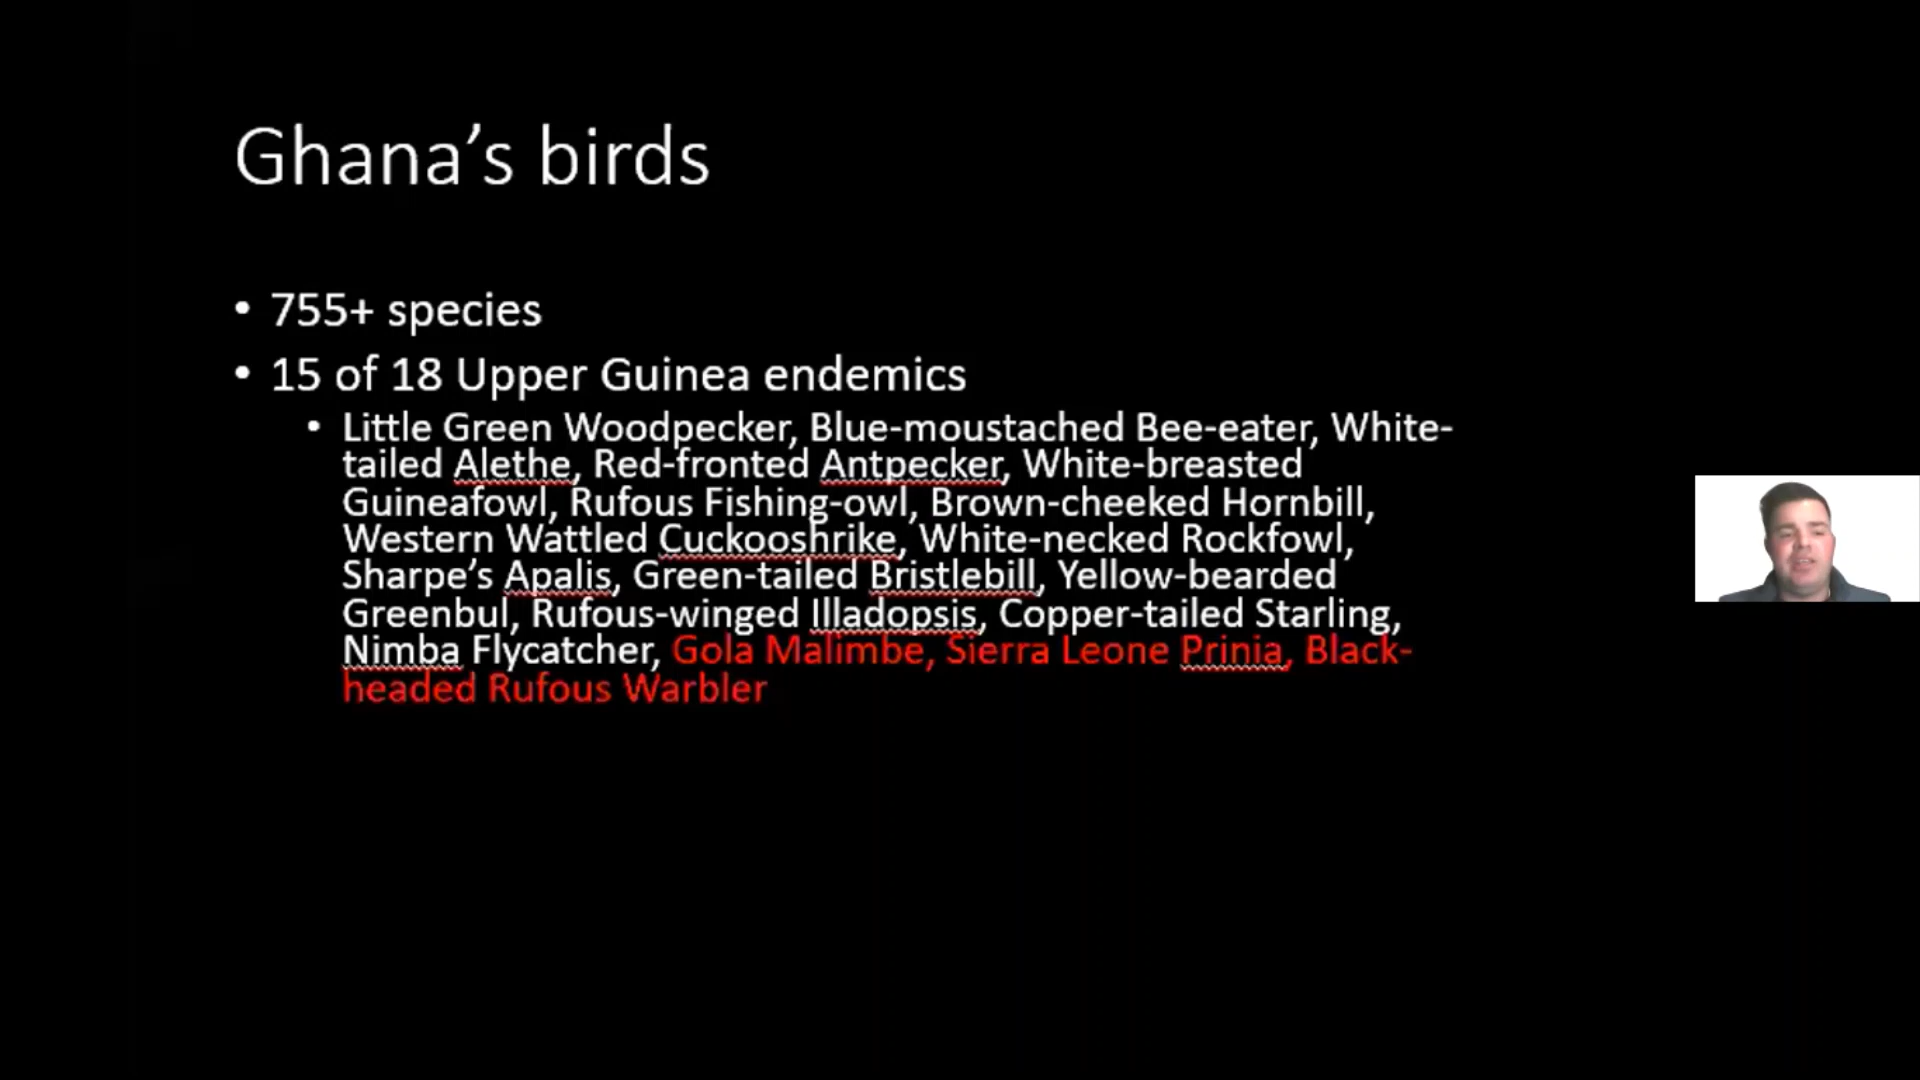 Ghana’s birds
• 755+ species
• 15 of 18 Upper Guinea endemics
• Little Green Woodpecker, Blue-moustached Bee-eater, White-
tailed Alethe, Red-fronted Antpecker, White-breasted
Guineafowl, Rufous Fishing-owl, Brown-cheeked Hornbill,
Western Wattled Cuckooshrike, White-necked Rockfowl,
Sharpe’s Apalis, Green-tailed Bristlebill, Yellow-bearded
Greenbul, Rufous-winged Illadopsis, Copper-tailed Starling,
Nimba Flycatcher, Gola Malimbe, Sierra Leone Prinia, Black-
headed Rufous Warbler